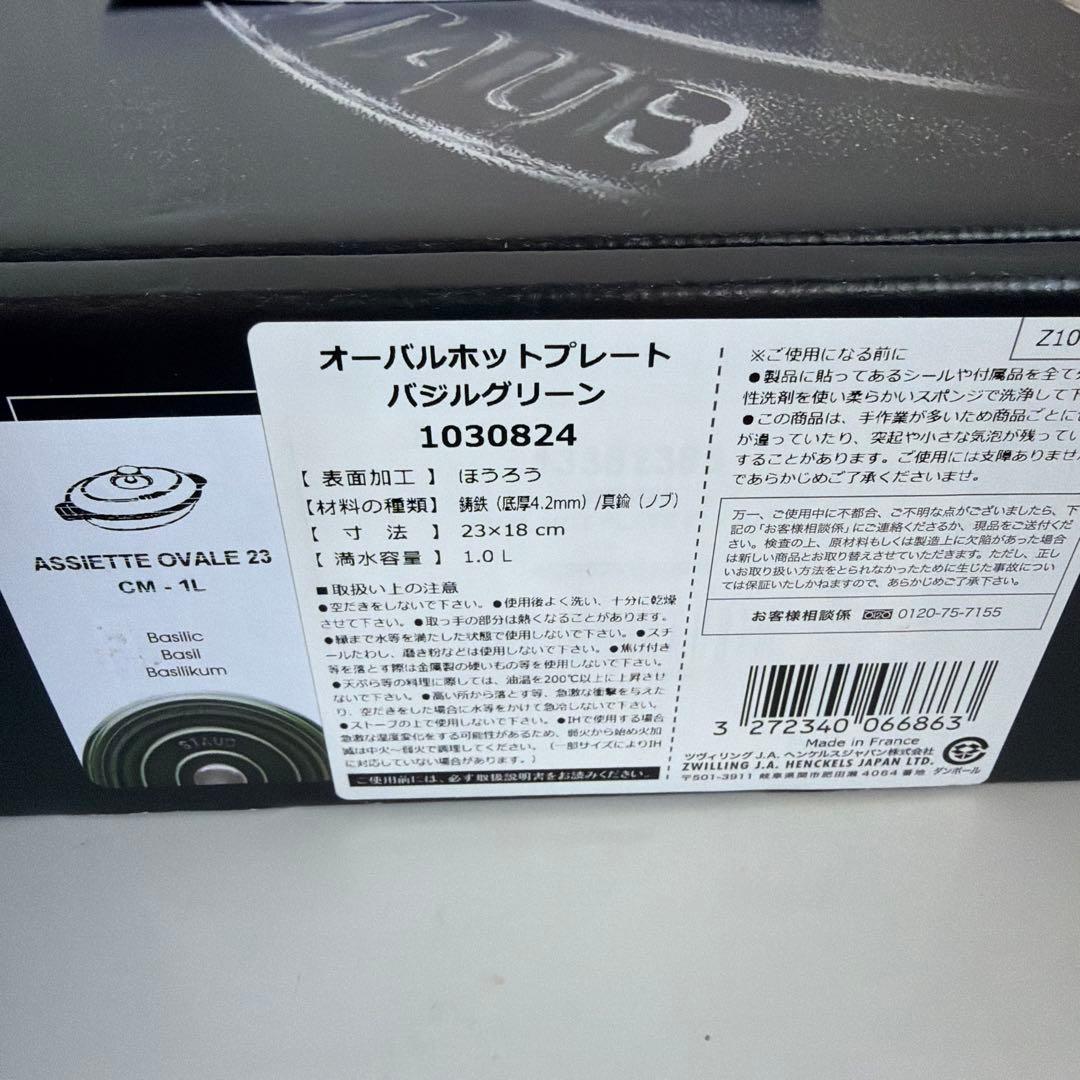 STAUB
ASSIETTE OVALE 23
CM - 1L
Basilic
Basil
Basilikum
STAUB
オーバルホットプレート
バジルグリーン
1030824
【 表面加工 】 ほうろう
【材料の種類】 鋳鉄（底厚4.2mm）/真鍮（ノブ）
【 寸 法 】 23×18 cm
【 満水容量 】 1.0 L
■取扱い上の注意
●空だきをしないで下さい。●使用後よく洗い、十分に乾燥
させて下さい。●取っ手の部分は熱くなることがあります。
●縁まで水等を満たした状態で使用しないで下さい。●スチ
ールたわし、磨き粉などは使用しないで下さい。●焦げ付き
等を落とす際は金属製の硬いもの等を使用しないで下さい。
●天ぷら等の料理に際しては、油温を200℃以上に上昇させ
ないで下さい。●高い所から落とす等、急激な衝撃を与えた
り、空だきをした場合に水等をかけて急冷しないで下さい。
●ストーブの上で使用しないで下さい。●IHで使用する場合
急激な温度変化をする可能性があるため、弱火から始め火加
減は中火～弱火で調理してください。（一部サイズによりIH
に対応していない場合があります。）
ご使用前には、必ず取扱説明書をお読みください。
Z10
※ご使用になる前に
●製品に貼ってあるシールや付属品を全て
性洗剤を使い柔らかいスポンジで洗浄して下
●この商品は、手作業が多いため商品ごとに
が違っていたり、突起や小さな気泡が残ってい
することがあります。ご使用には支障ありませ
であらかじめご了承くださいませ。
万一、ご使用中に不都合、ご不明な点がございましたら、下
記の「お客様相談係」にご連絡くださるか、現品をご送付くだ
さい。検査の上、原材料もしくは製造上に欠陥があった場合
は新しい商品とお取り替えさせていただきます。ただし、正し
いお取り扱い方法をとられなかったために生じた事故につい
ては保証いたしかねますので、あらかじめご了承下さい。
お客様相談係 0120-75-7155
3 272340 066863
Made in France
ツヴィリング J.A. ヘンケルスジャパン株式会社
ZWILLING J.A. HENCKELS JAPAN LTD.
〒501-3911 岐阜県関市肥田瀬 4064 番地
ダンボール